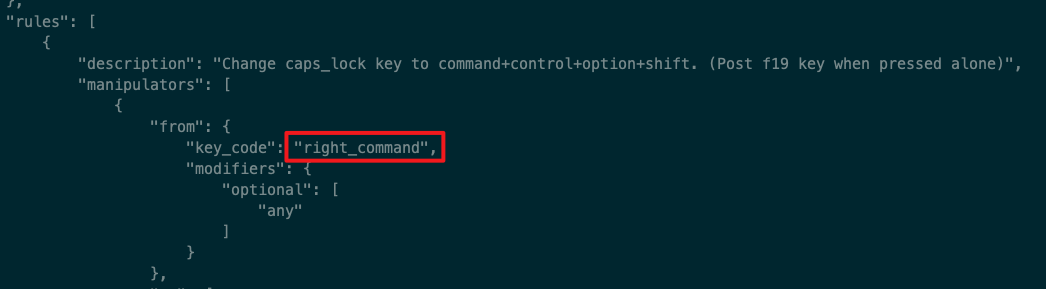 },
"rules": [
{
"description": "Change caps_lock key to command+control+option+shift. (Post f19 key when pressed alone)",
"manipulators": [
{
"from": {
"key_code": "right_command",
"modifiers": {
"optional": [
"any"
]
}
},